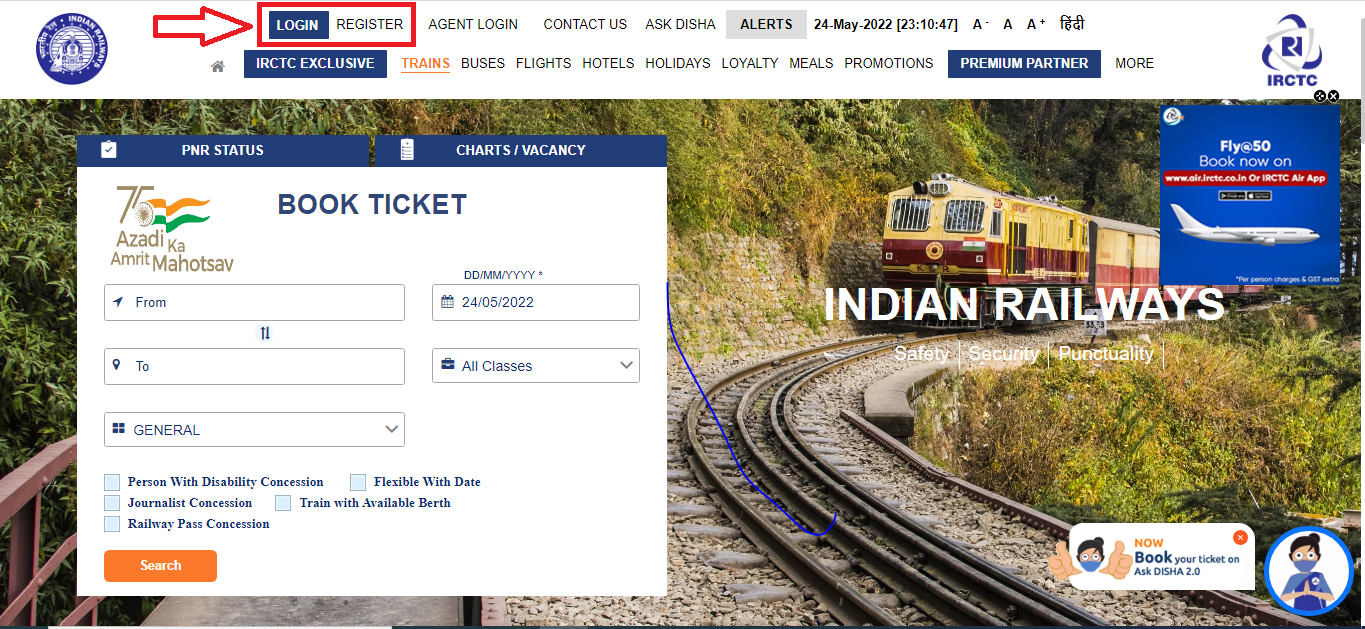 LOGIN REGISTER AGENT LOGIN CONTACT US ASK DISHA ALERTS 24-May-2022 [23:10:47] A - A A + हिंदी
IRCTC EXCLUSIVE TRAINS BUSES FLIGHTS HOTELS HOLIDAYS LOYALTY MEALS PROMOTIONS PREMIUM PARTNER MORE
INDIAN RAILWAYS
भारतीय रेल
IRCTC
PNR STATUS CHARTS / VACANCY
75
Azadi Ka
Amrit Mahotsav
BOOK TICKET
DD/MM/YYYY *
From 24/05/2022
To All Classes
GENERAL
Person With Disability Concession Flexible With Date
Journalist Concession Train with Available Berth
Railway Pass Concession
Search
Fly@50
Book now on
www.air.irctc.co.in Or IRCTC Air App
*Per person charges & GST extra
INDIAN RAILWAYS
Safety Security Punctuality
NOW
Book your ticket on
Ask DISHA 2.0